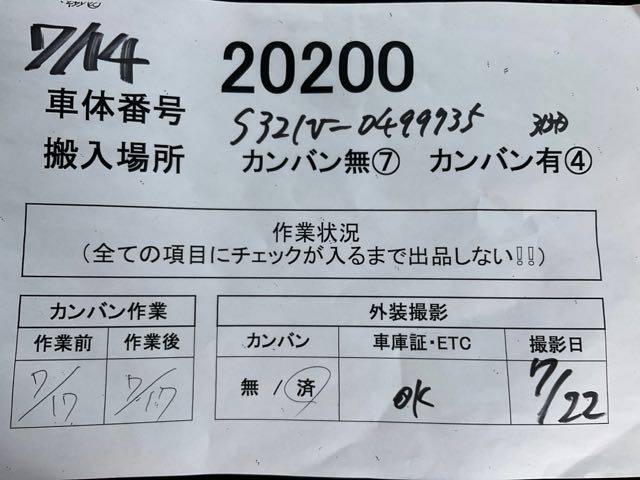 7/14
20200
車体番号 S321V-0499935
搬入場所 カンバン無⑦ カンバン有④
作業状況
(全ての項目にチェックが入るまで出品しない!!)
カンバン作業 外装撮影
作業前 作業後 カンバン 車庫証・ETC 撮影日
7/17 7/17 無 / 済 OK 7/22